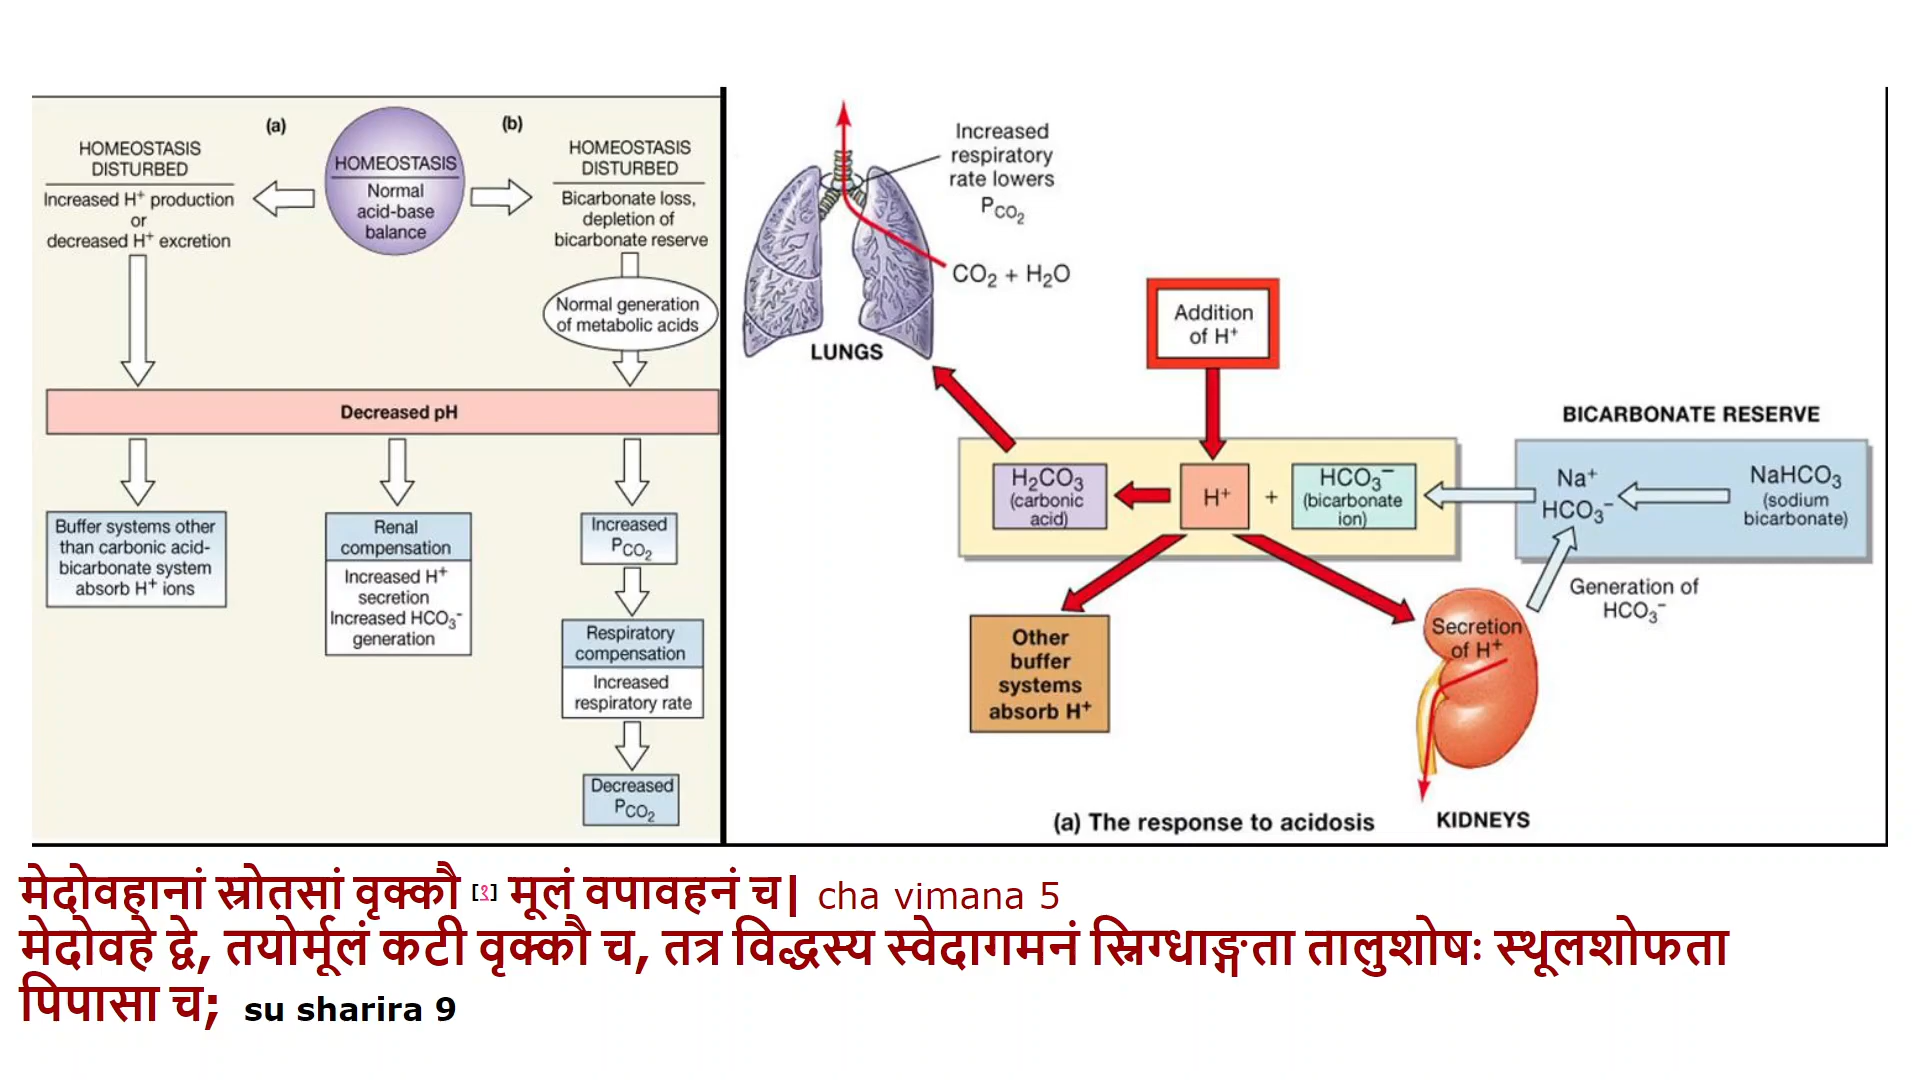 (a)
(b)
HOMEOSTASIS
DISTURBED
Increased H⁺ production
or
decreased H⁺ excretion
HOMEOSTASIS
Normal
acid-base
balance
HOMEOSTASIS
DISTURBED
Bicarbonate loss,
depletion of
bicarbonate reserve
Normal generation
of metabolic acids
Decreased pH
Buffer systems other
than carbonic acid-
bicarbonate system
absorb H⁺ ions
Renal
compensation
Increased H⁺
secretion
Increased HCO₃⁻
generation
Increased
PCO₂
Respiratory
compensation
Increased
respiratory rate
Decreased
PCO₂
Increased
respiratory
rate lowers
PCO₂
CO₂ + H₂O
LUNGS
Addition
of H⁺
BICARBONATE RESERVE
H₂CO₃
(carbonic
acid)
H⁺
+
HCO₃⁻
(bicarbonate
ion)
Na⁺
HCO₃⁻
NaHCO₃
(sodium
bicarbonate)
Generation of
HCO₃⁻
Other
buffer
systems
absorb H⁺
Secretion
of H⁺
(a) The response to acidosis
KIDNEYS
मेदोवहानां स्रोतसां वृक्कौ [१] मूलं वपावहनं च| cha vimana 5
मेदोवहे द्वे, तयोर्मूलं कटी वृक्कौ च, तत्र विद्धस्य स्वेदागमनं स्निग्धाङ्गता तालुशोषः स्थूलशोफता
पिपासा च; su sharira 9